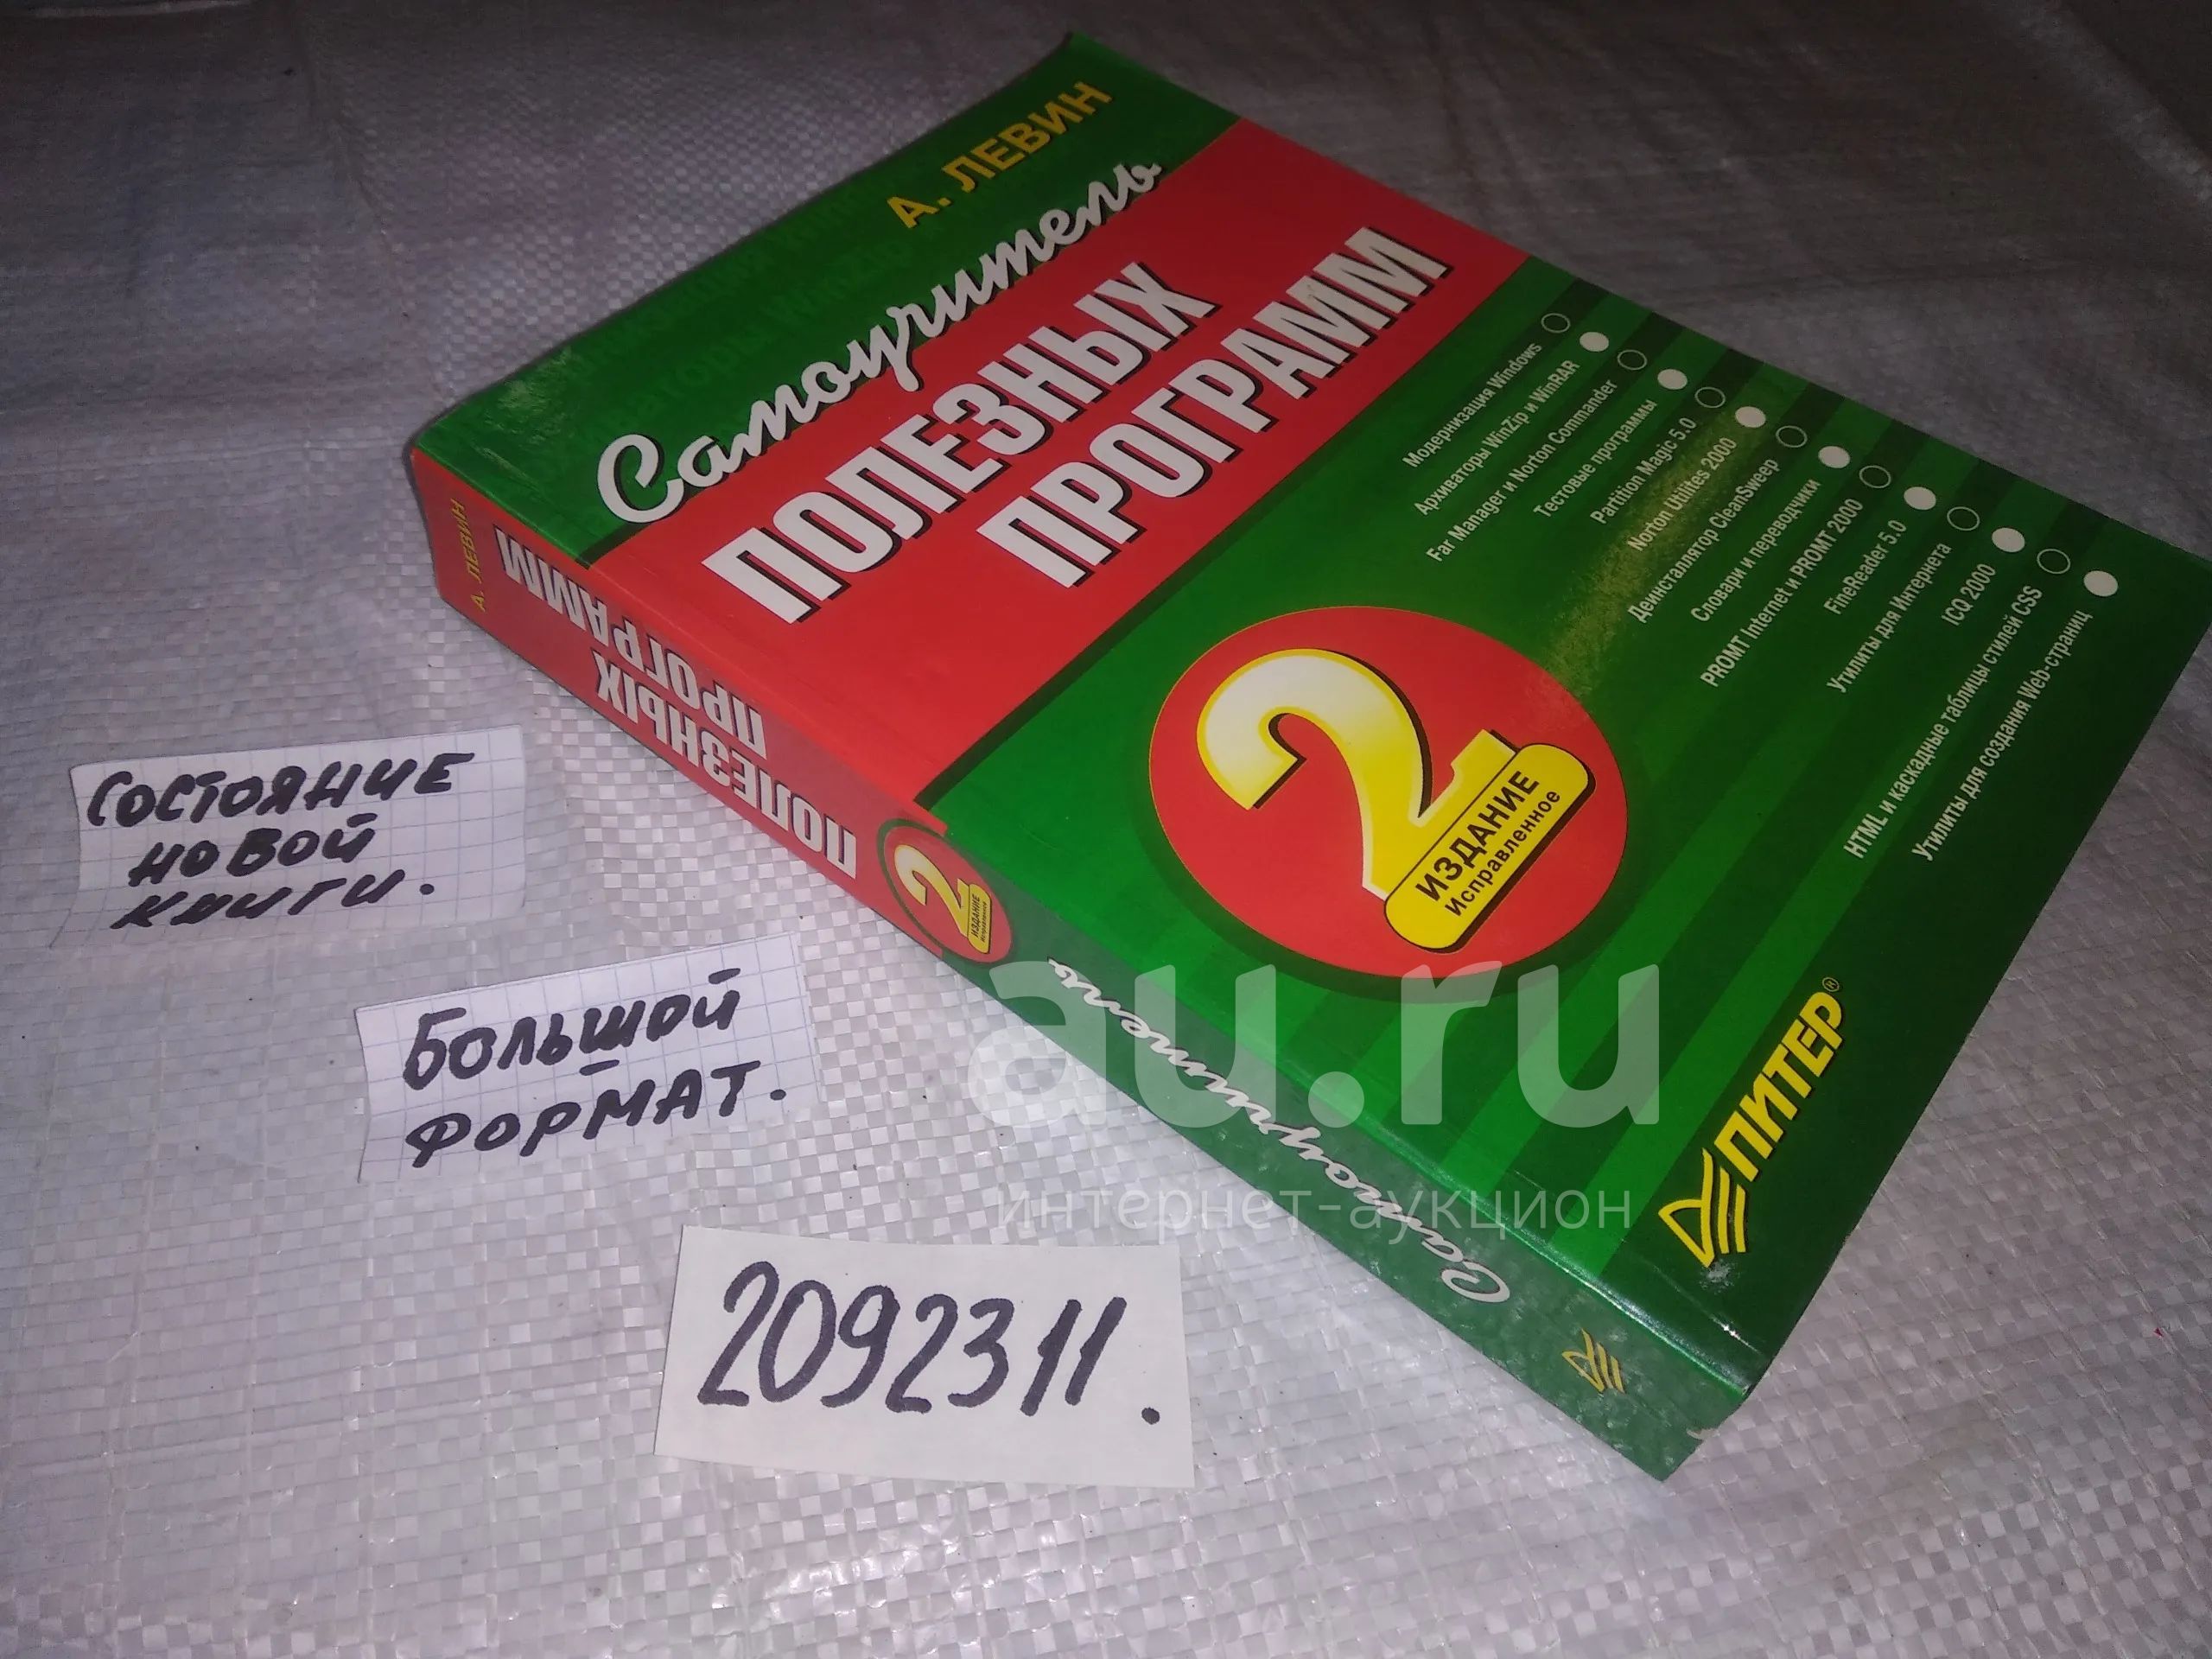 А. ЛЕВИН
Самоучитель
ПОЛЕЗНЫХ
ПРОГРАММ
Модернизация Windows
Архиваторы WinZip и WinRAR
Far Manager и Norton Commander
Тестовые программы
Partition Magic 5.0
Norton Utilites 2000
Деинсталлятор CleanSweep
Словари и переводчики
PROMT Internet и PROMT 2000
FineReader 5.0
Утилиты для Интернета
ICQ 2000
HTML и каскадные таблицы стилей CSS
Утилиты для создания Web-страниц
2
ИЗДАНИЕ
Исправленное
ПИТЕР®
А. ЛЕВИН
ПОЛЕЗНЫХ
ПРОГРАММ
2
ИЗДАНИЕ
Исправленное
Самоучитель
СОСТОЯНИЕ
НОВОЙ
КНИГИ.
БОЛЬШОЙ
ФОРМАТ.
2092311.
au.ru
интернет-аукцион